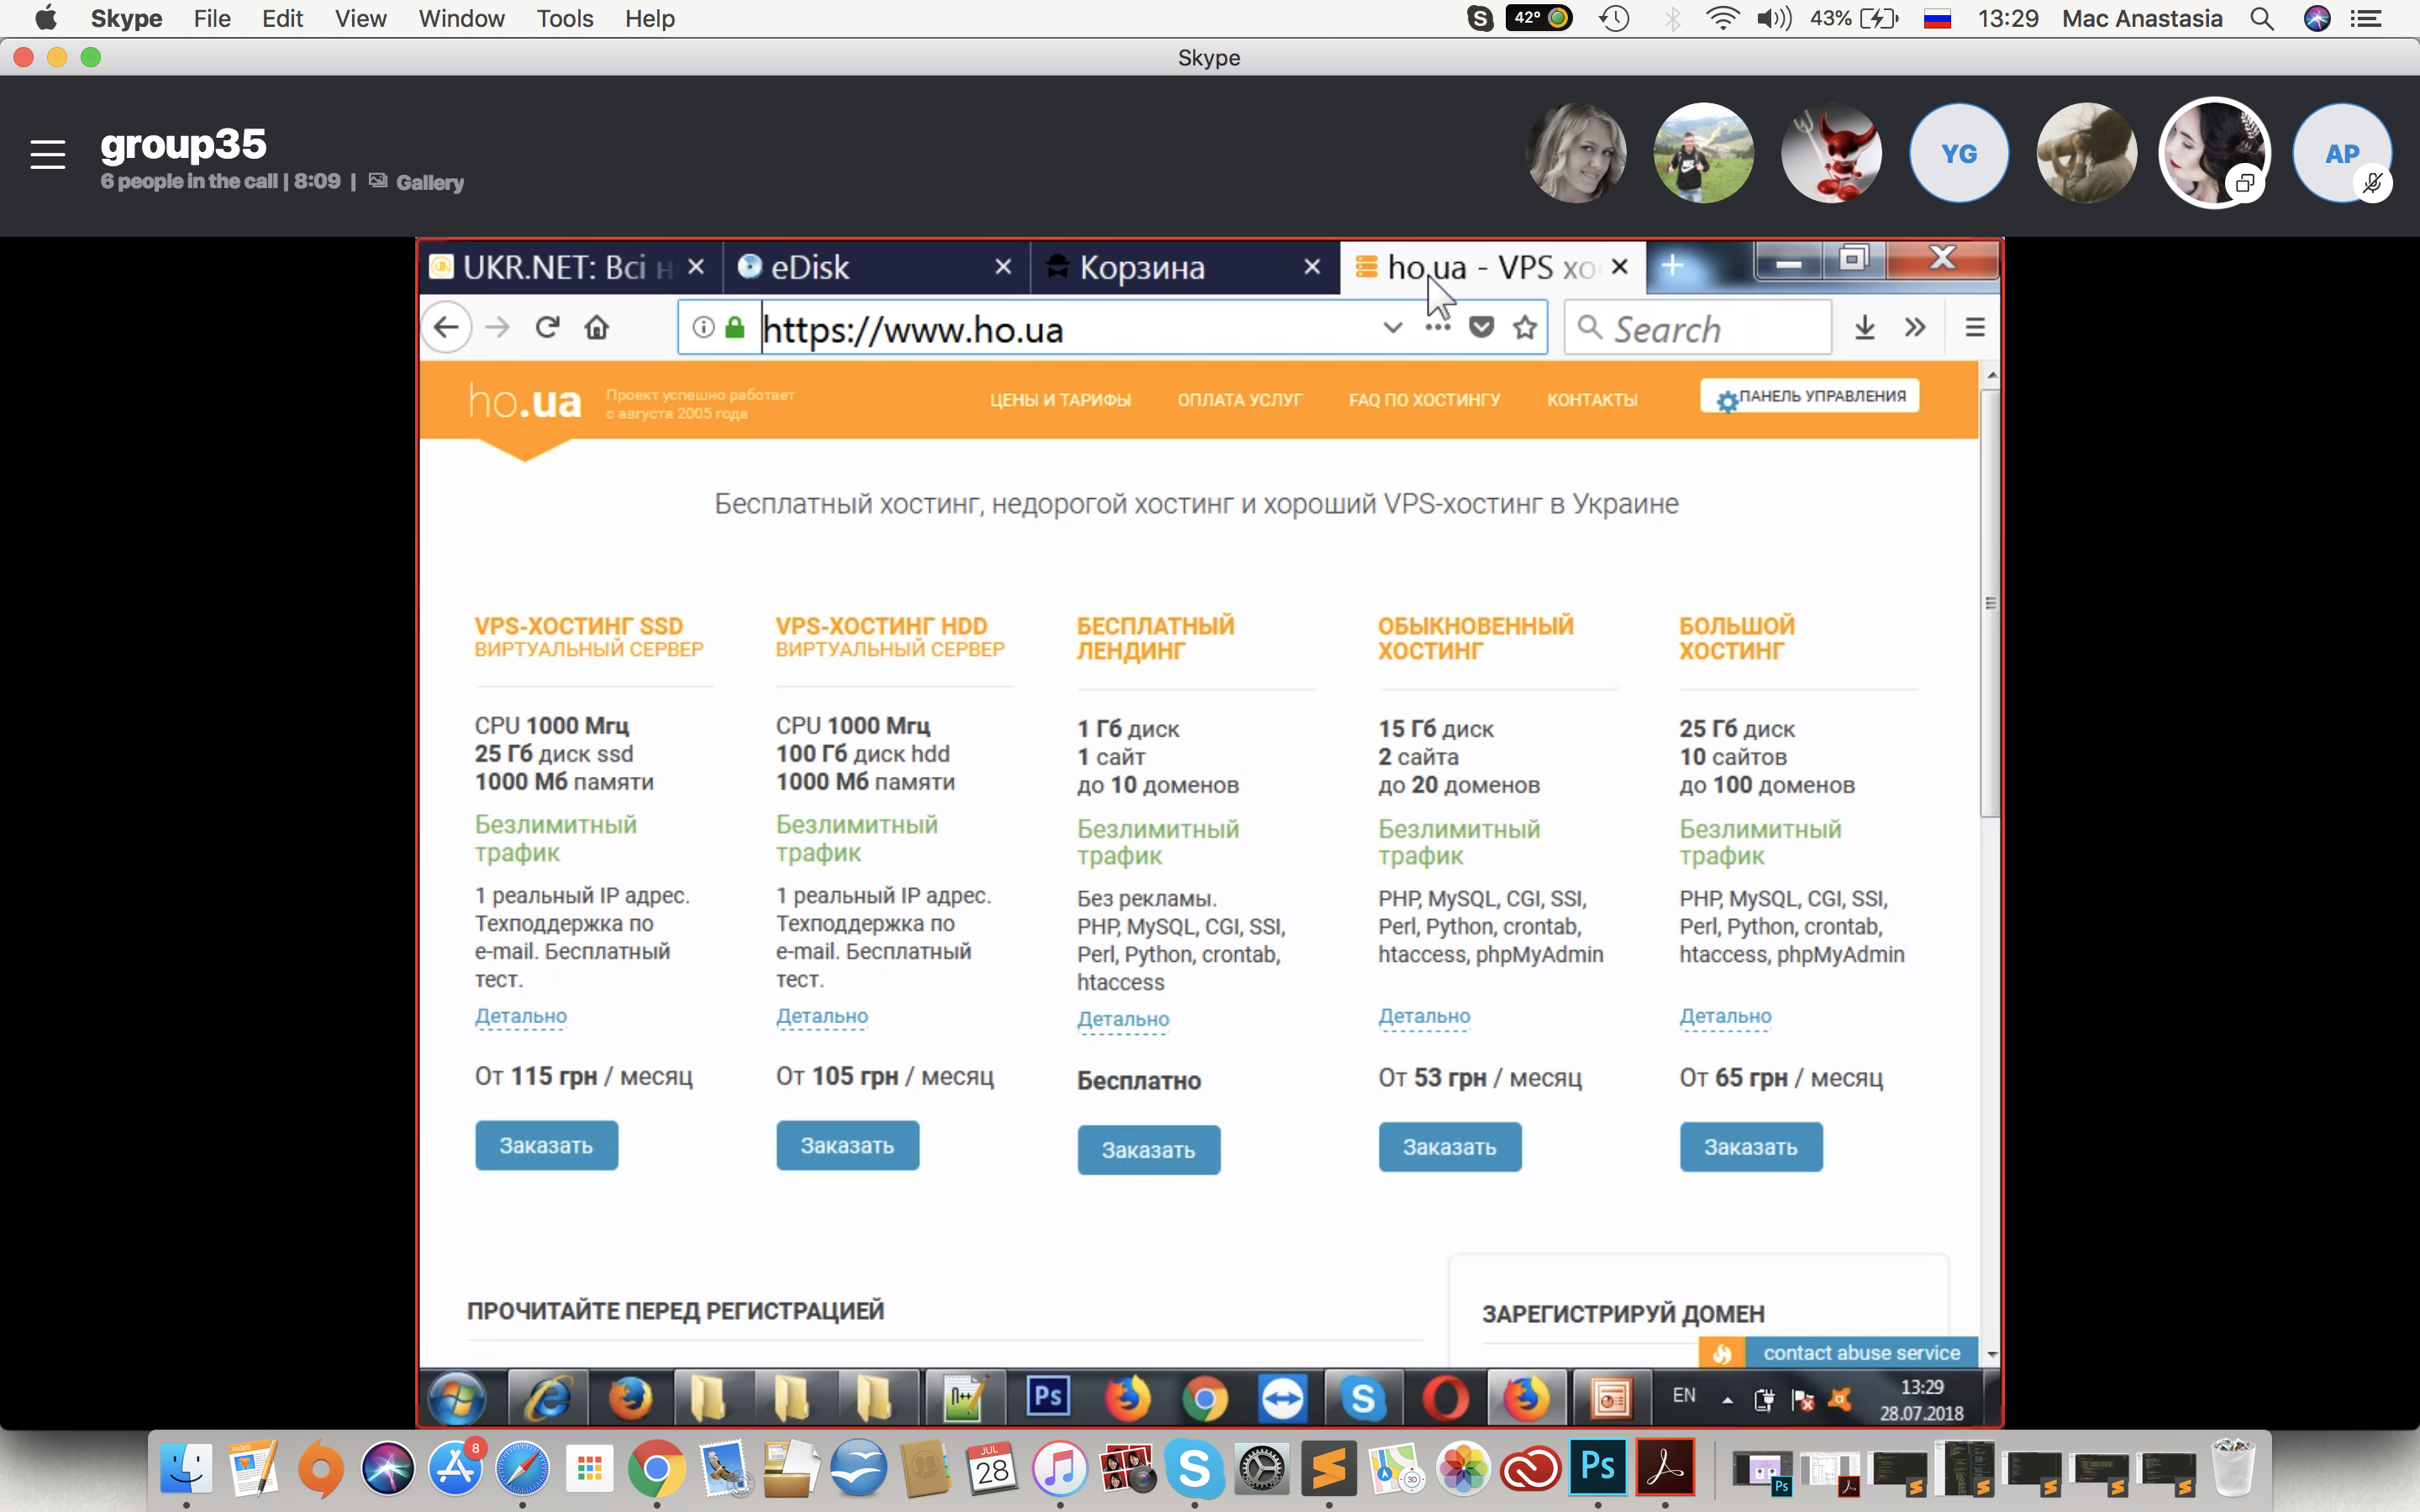 Skype File Edit View Window Tools Help
42° 43% 13:29 Mac Anastasia
Skype
group35
6 people in the call | 8:09 | Gallery
YG
AP
UKR.NET: Всі н
eDisk
Корзина
ho.ua - VPS хо
https://www.ho.ua
Search
ho.ua
Проект успешно работает
с августа 2005 года
ЦЕНЫ И ТАРИФЫ
ОПЛАТА УСЛУГ
FAQ ПО ХОСТИНГУ
КОНТАКТЫ
ПАНЕЛЬ УПРАВЛЕНИЯ
Бесплатный хостинг, недорогой хостинг и хороший VPS-хостинг в Украине
VPS-ХОСТИНГ SSD
ВИРТУАЛЬНЫЙ СЕРВЕР
CPU 1000 Мгц
25 Гб диск ssd
1000 Мб памяти
Безлимитный
трафик
1 реальный IP адрес.
Техподдержка по
e-mail. Бесплатный
тест.
Детально
От 115 грн / месяц
Заказать
VPS-ХОСТИНГ HDD
ВИРТУАЛЬНЫЙ СЕРВЕР
CPU 1000 Мгц
100 Гб диск hdd
1000 Мб памяти
Безлимитный
трафик
1 реальный IP адрес.
Техподдержка по
e-mail. Бесплатный
тест.
Детально
От 105 грн / месяц
Заказать
БЕСПЛАТНЫЙ
ЛЕНДИНГ
1 Гб диск
1 сайт
до 10 доменов
Безлимитный
трафик
Без рекламы.
PHP, MySQL, CGI, SSI,
Perl, Python, crontab,
htaccess
Детально
Бесплатно
Заказать
ОБЫКНОВЕННЫЙ
ХОСТИНГ
15 Гб диск
2 сайта
до 20 доменов
Безлимитный
трафик
PHP, MySQL, CGI, SSI,
Perl, Python, crontab,
htaccess, phpMyAdmin
Детально
От 53 грн / месяц
Заказать
БОЛЬШОЙ
ХОСТИНГ
25 Гб диск
10 сайтов
до 100 доменов
Безлимитный
трафик
PHP, MySQL, CGI, SSI,
Perl, Python, crontab,
htaccess, phpMyAdmin
Детально
От 65 грн / месяц
Заказать
ПРОЧИТАЙТЕ ПЕРЕД РЕГИСТРАЦИЕЙ
ЗАРЕГИСТРИРУЙ ДОМЕН
contact abuse service
Ps
EN
13:29
28.07.2018
PAGES
8
JUL
28
3D
Ps